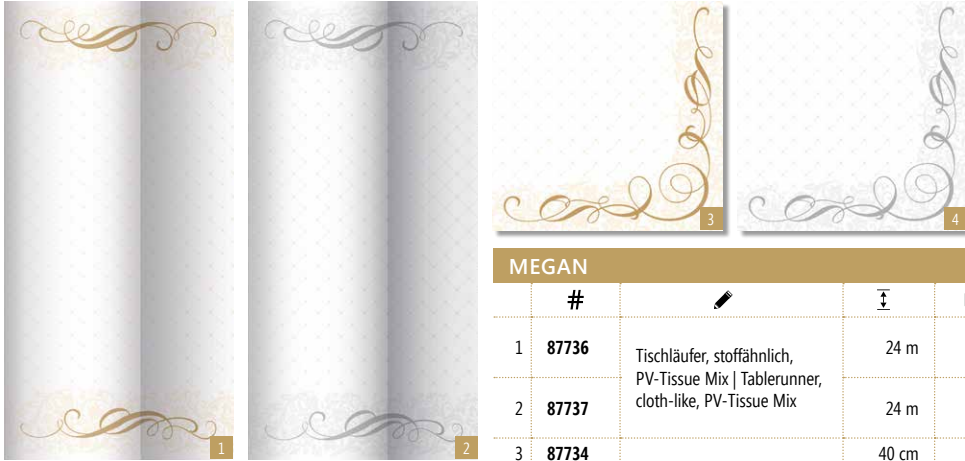 1
2
3
4
MEGAN
#
1 87736 Tischläufer, stoffähnlich, PV-Tissue Mix | Tablerunner, cloth-like, PV-Tissue Mix 24 m
2 87737 24 m
3 87734 40 cm